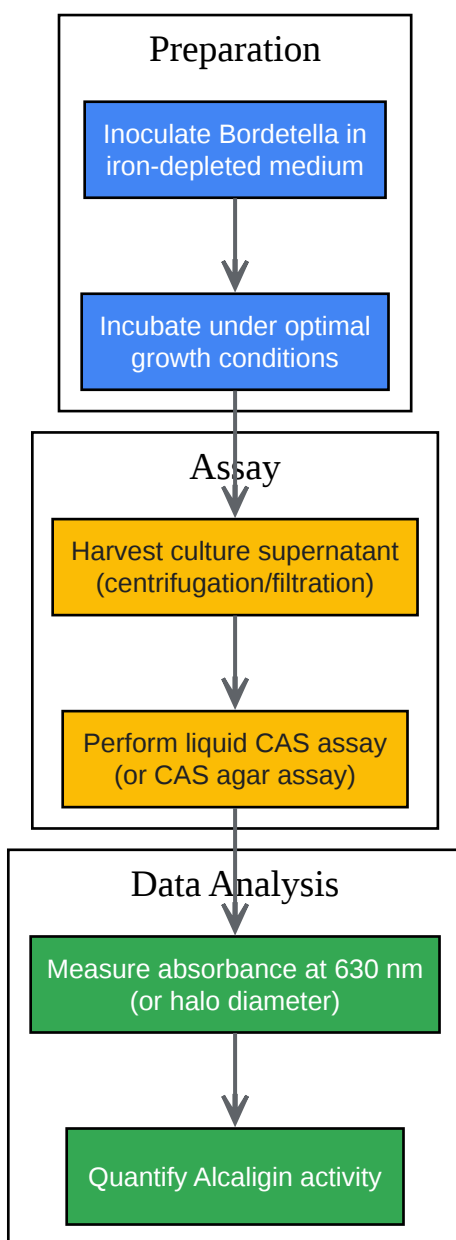 Preparation
Inoculate Bordetella in
iron-depleted medium
Incubate under optimal
growth conditions
Assay
Harvest culture supernatant
(centrifugation/filtration)
Perform liquid CAS assay
(or CAS agar assay)
Data Analysis
Measure absorbance at 630 nm
(or halo diameter)
Quantify Alcaligin activity